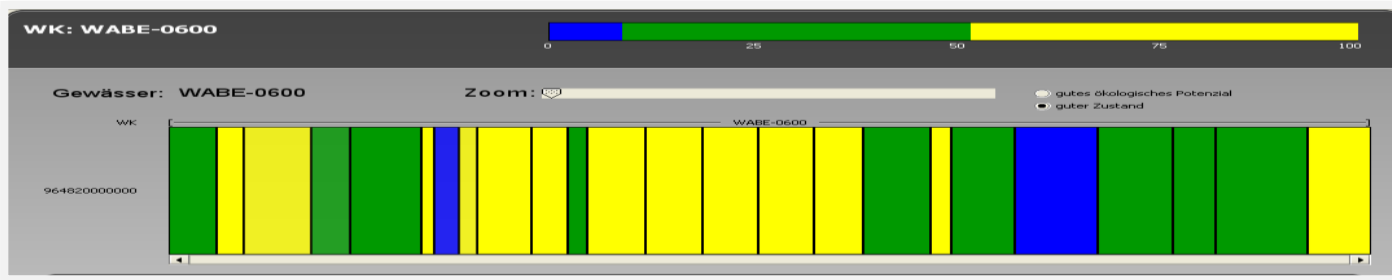 WK: WABE-0600
0 25 50 75 100
Gewässer: WABE-0600 Zoom:
gutes ökologisches Potenzial
guter Zustand
WK WABE-0600
964820000000